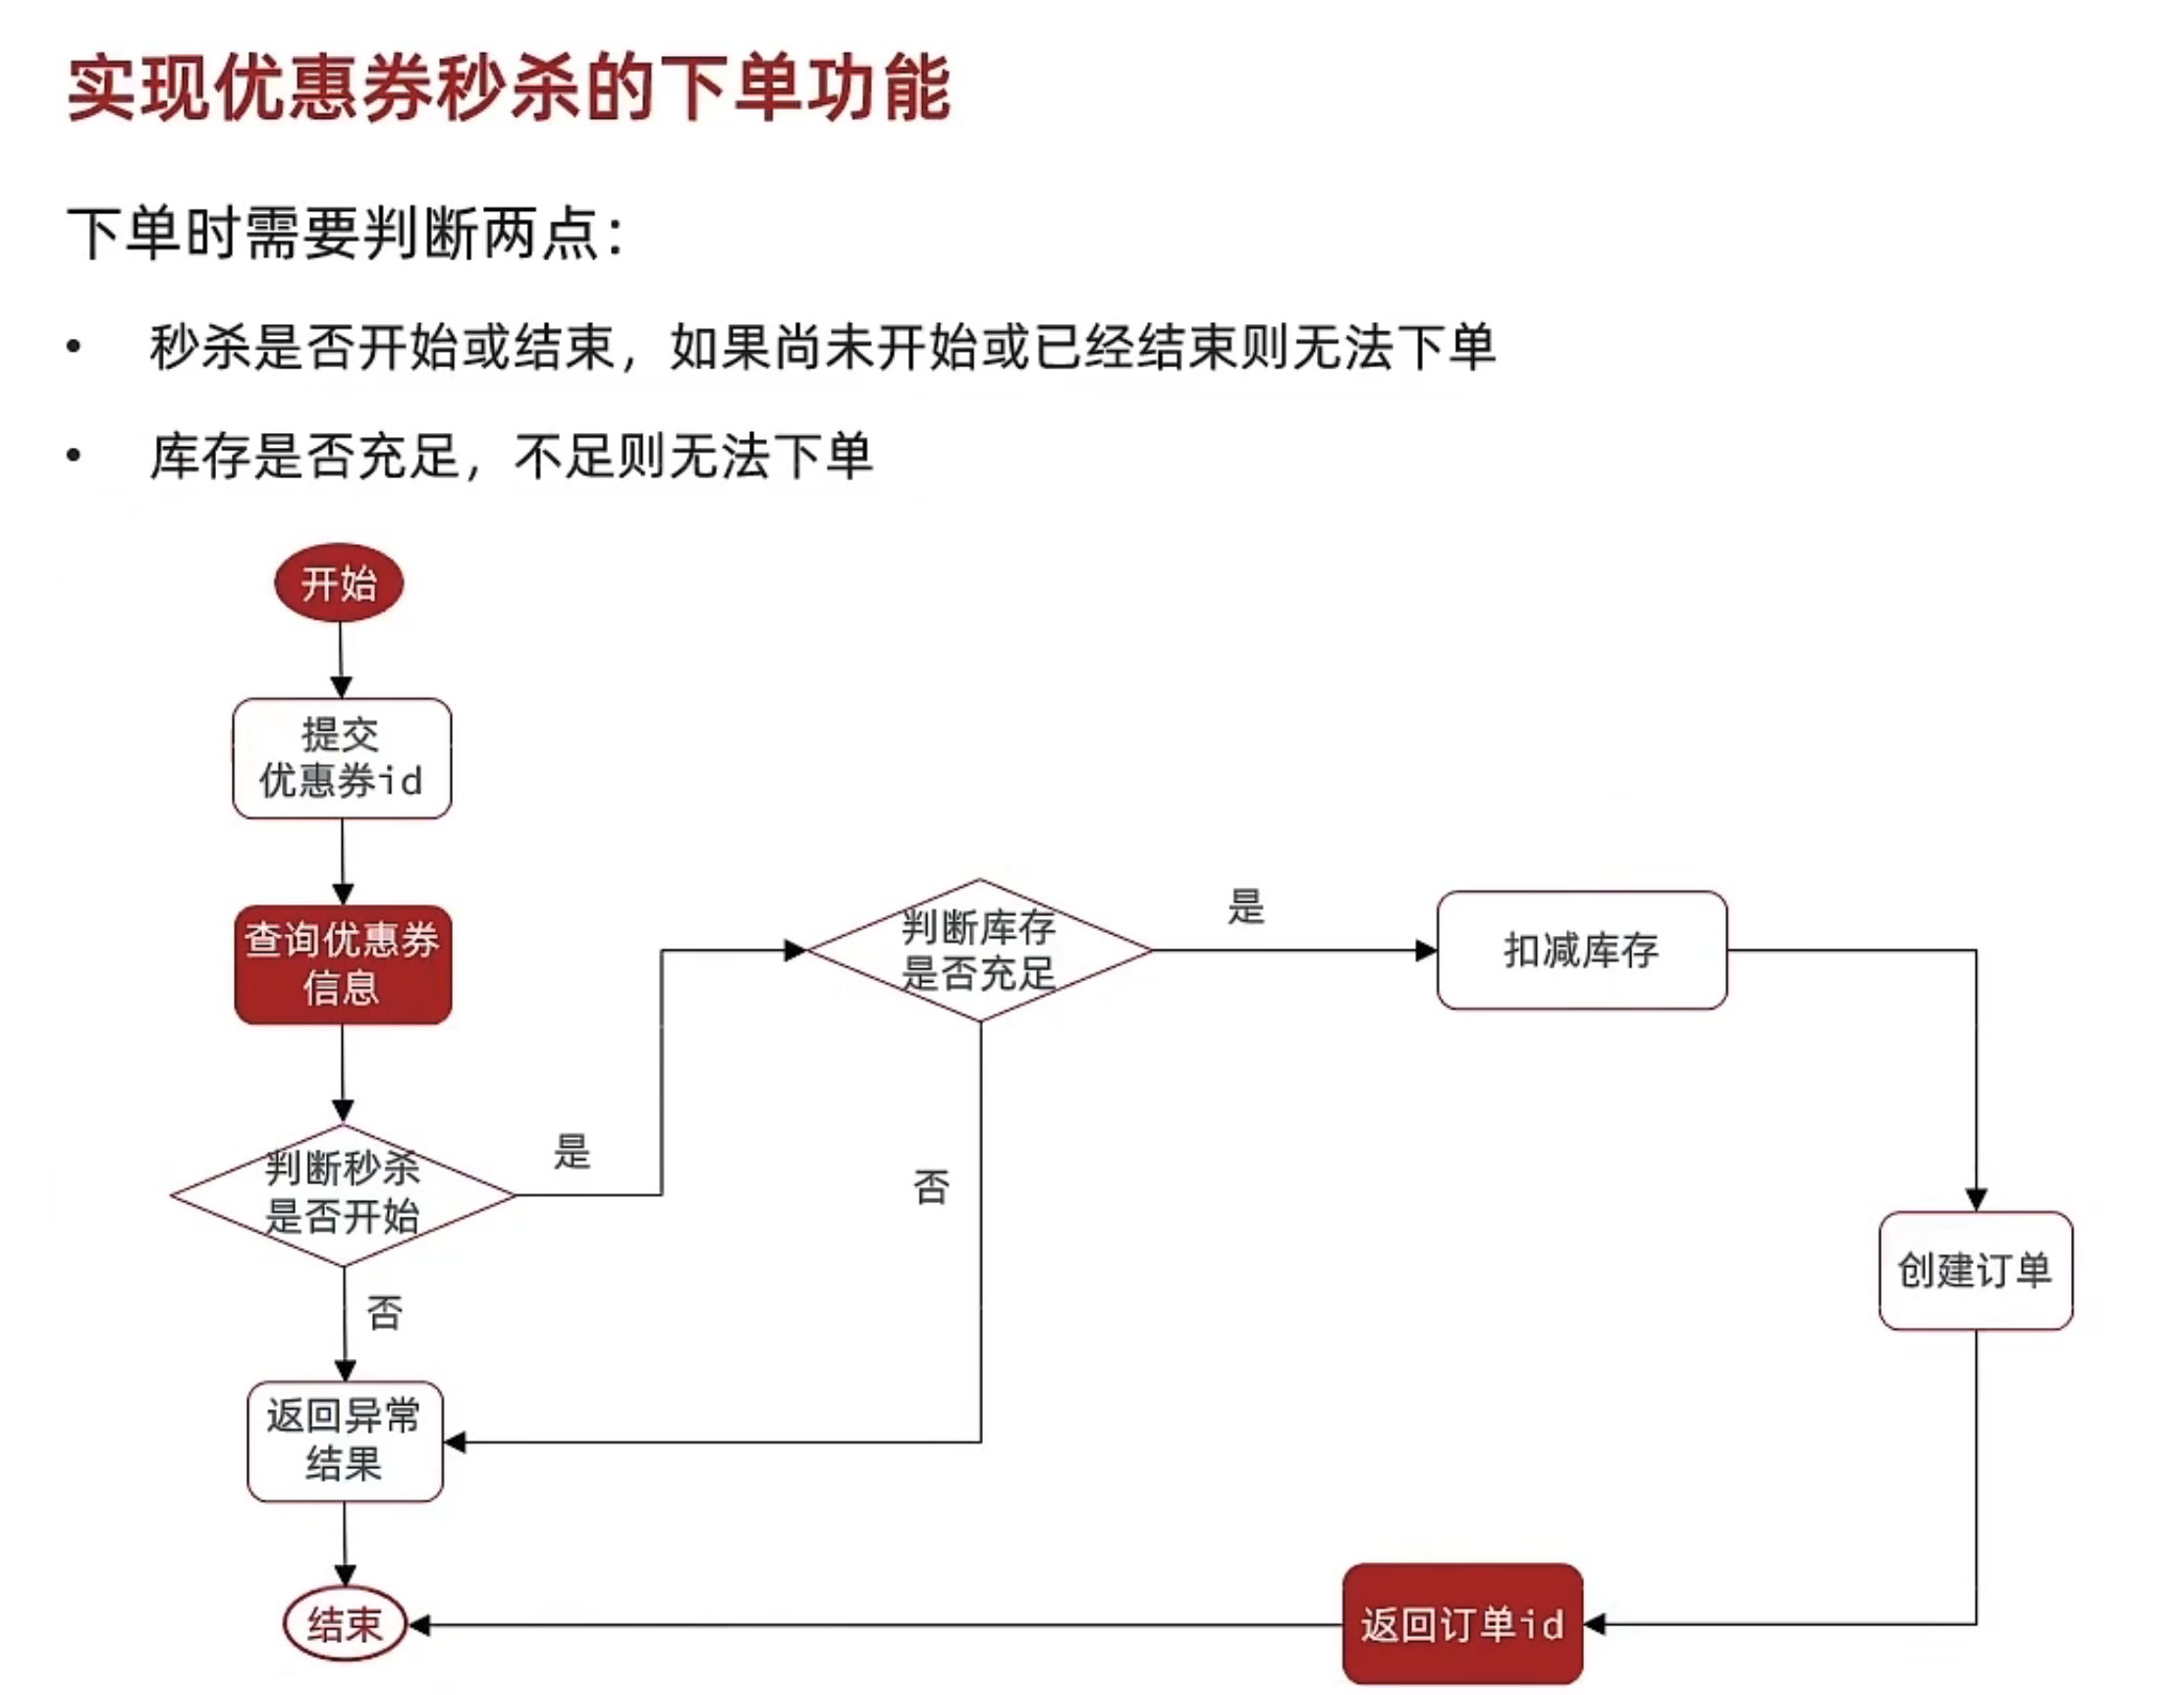 实现优惠券秒杀的下单功能
下单时需要判断两点：
• 秒杀是否开始或结束，如果尚未开始或已经结束则无法下单
• 库存是否充足，不足则无法下单
开始
提交
优惠券id
查询优惠券
信息
判断秒杀
是否开始
是
否
判断库存
是否充足
是
否
扣减库存
创建订单
返回异常
结果
返回订单id
结束